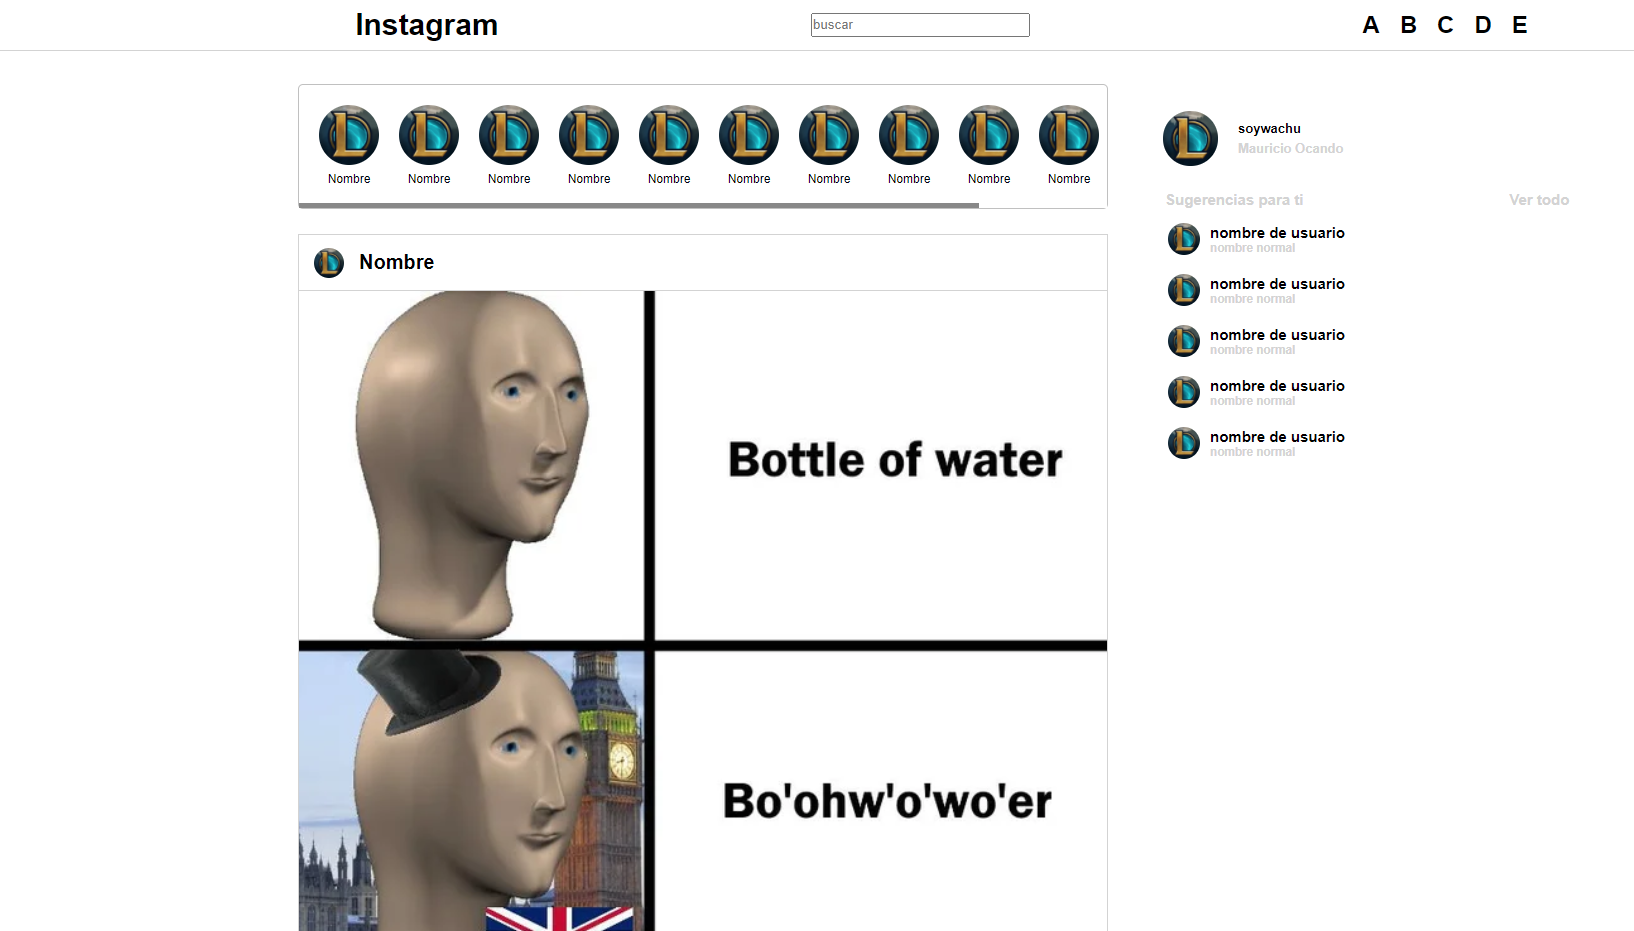 Instagram
buscar
A B C D E
Nombre Nombre Nombre Nombre Nombre Nombre Nombre Nombre Nombre Nombre
soywachu
Mauricio Ocando
Sugerencias para ti Ver todo
nombre de usuario
nombre normal
nombre de usuario
nombre normal
nombre de usuario
nombre normal
nombre de usuario
nombre normal
nombre de usuario
nombre normal
Nombre
Bottle of water
Bo'ohw'o'wo'er